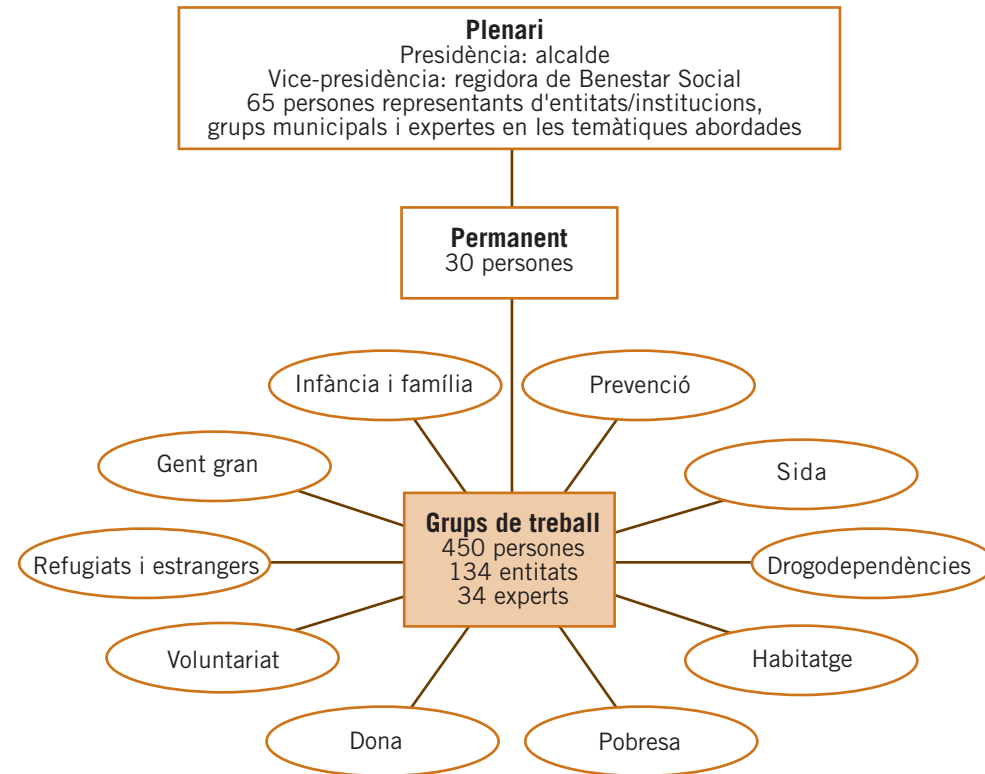 Plenari
Presidència: alcalde
Vice-presidència: regidora de Benestar Social
65 persones representants d'entitats/institucions,
grups municipals i expertes en les temàtiques abordades
Permanent
30 persones
Infància i família
Prevenció
Gent gran
Sida
Grups de treball
450 persones
134 entitats
34 experts
Refugiats i estrangers
Drogodependències
Voluntariat
Habitatge
Dona
Pobresa